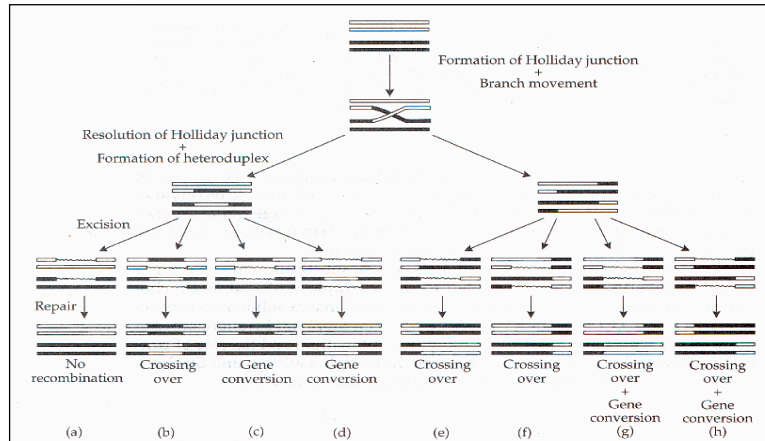 Formation of Holliday junction
+
Branch movement
Resolution of Holliday junction
+
Formation of heteroduplex
Excision
Repair
No
recombination
(a)
Crossing
over
(b)
Gene
conversion
(c)
Gene
conversion
(d)
Crossing
over
(e)
Crossing
over
(f)
Crossing
over
+
Gene
conversion
(g)
Crossing
over
+
Gene
conversion
(h)